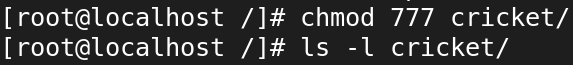 [root@localhost /]# chmod 777 cricket/
[root@localhost /]# ls -l cricket/